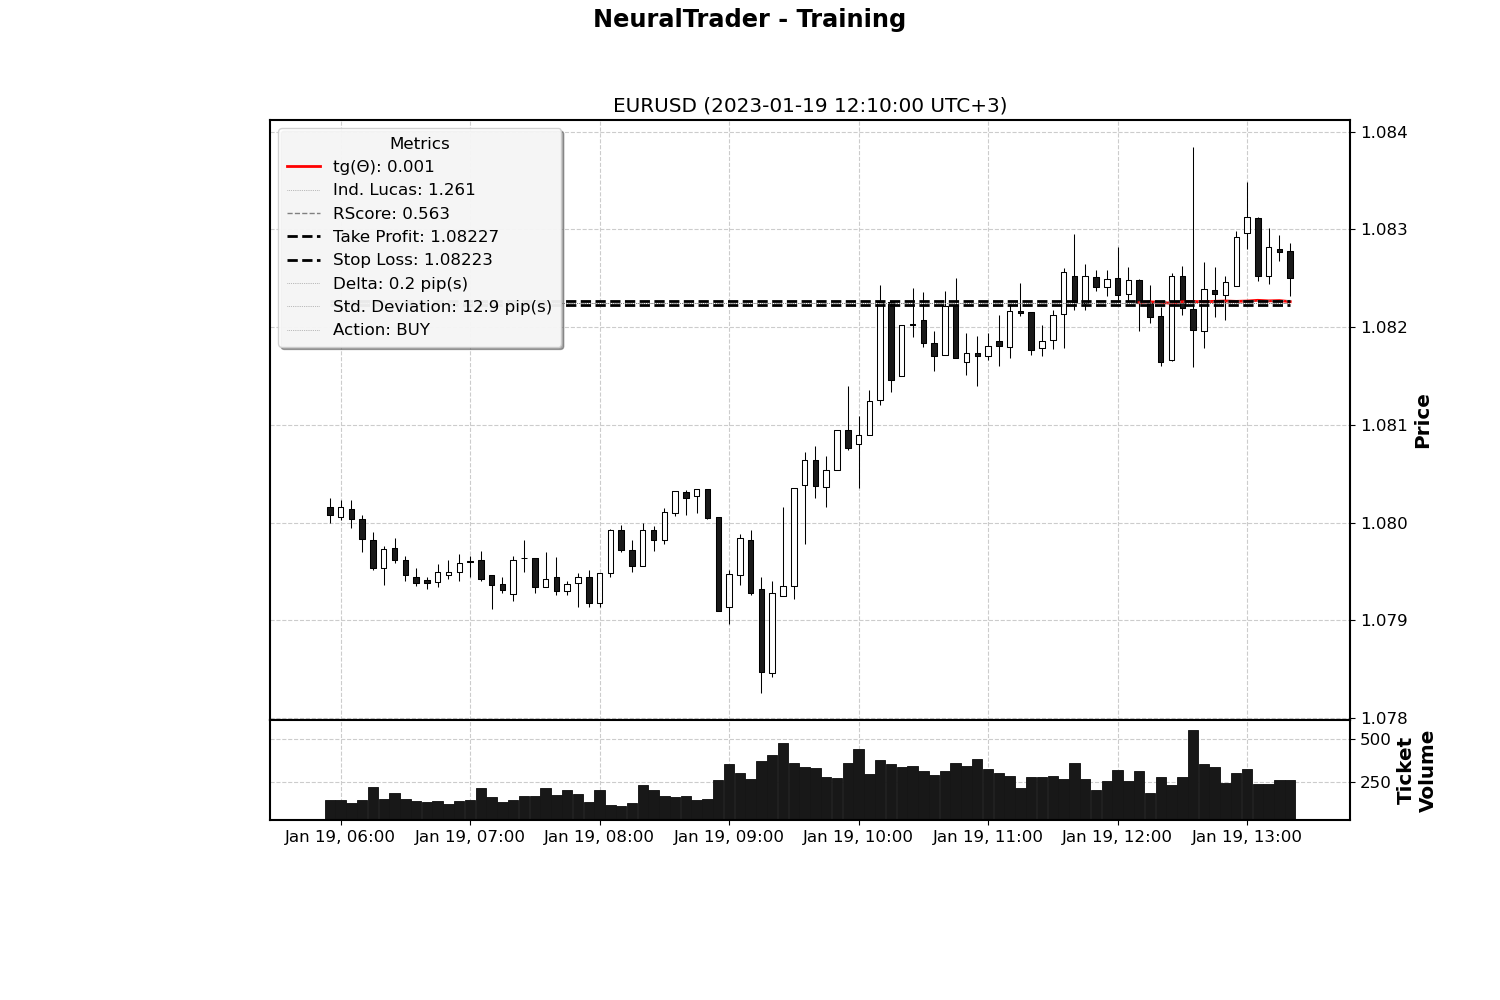 NeuralTrader - Training
EURUSD (2023-01-19 12:10:00 UTC+3)
Metrics
tg(Θ): 0.001
Ind. Lucas: 1.261
RScore: 0.563
Take Profit: 1.08227
Stop Loss: 1.08223
Delta: 0.2 pip(s)
Std. Deviation: 12.9 pip(s)
Action: BUY
1.084
1.083
1.082
1.081
1.080
1.079
1.078
Price
500
250
Ticket
Volume
Jan 19, 06:00 Jan 19, 07:00 Jan 19, 08:00 Jan 19, 09:00 Jan 19, 10:00 Jan 19, 11:00 Jan 19, 12:00 Jan 19, 13:00